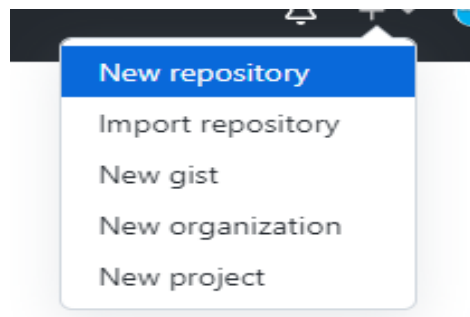 New repository
Import repository
New gist
New organization
New project